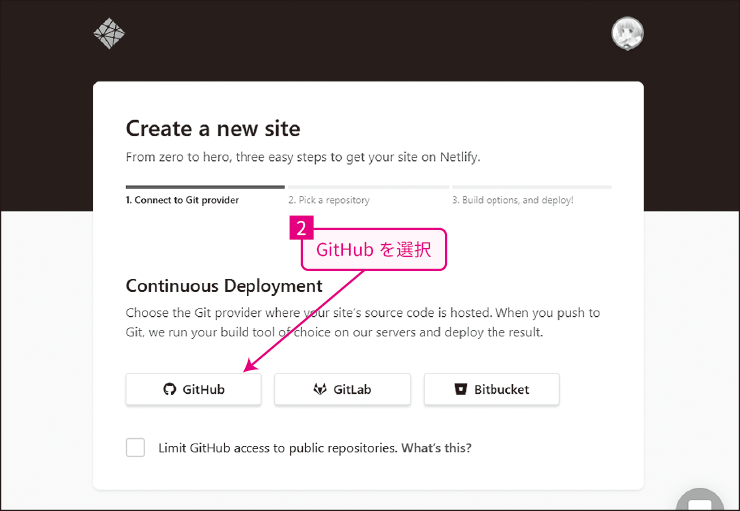 Create a new site
From zero to hero, three easy steps to get your site on Netlify.
1. Connect to Git provider
2. Pick a repository
3. Build options, and deploy!
2
GitHub を選択
Continuous Deployment
Choose the Git provider where your site's source code is hosted. When you push to
Git, we run your build tool of choice on our servers and deploy the result.
GitHub
GitLab
Bitbucket
Limit GitHub access to public repositories. What's this?